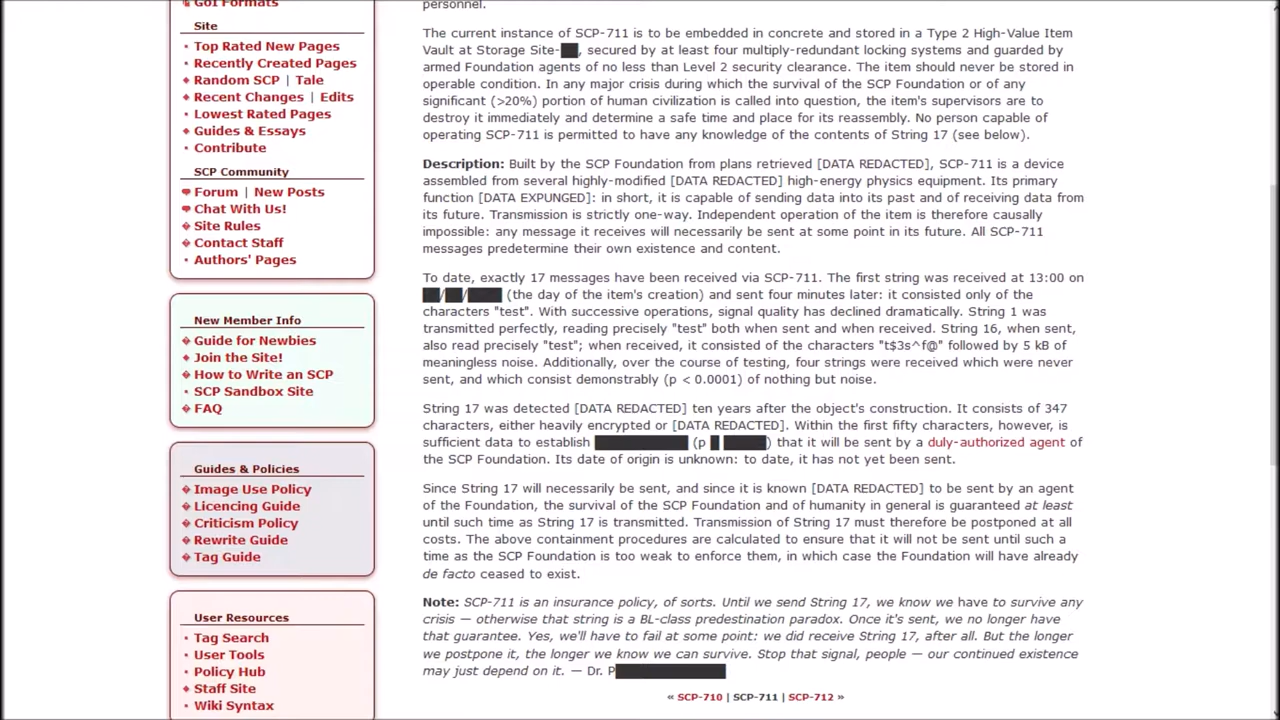 GoI Formats
Site
Top Rated New Pages
Recently Created Pages
Random SCP | Tale
Recent Changes | Edits
Lowest Rated Pages
Guides & Essays
Contribute
SCP Community
Forum | New Posts
Chat With Us!
Site Rules
Contact Staff
Authors' Pages
New Member Info
Guide for Newbies
Join the Site!
How to Write an SCP
SCP Sandbox Site
FAQ
Guides & Policies
Image Use Policy
Licencing Guide
Criticism Policy
Rewrite Guide
Tag Guide
User Resources
Tag Search
User Tools
Policy Hub
Staff Site
Wiki Syntax
personnel.
The current instance of SCP-711 is to be embedded in concrete and stored in a Type 2 High-Value Item
Vault at Storage Site-██, secured by at least four multiply-redundant locking systems and guarded by
armed Foundation agents of no less than Level 2 security clearance. The item should never be stored in
operable condition. In any major crisis during which the survival of the SCP Foundation or of any
significant (>20%) portion of human civilization is called into question, the item's supervisors are to
destroy it immediately and determine a safe time and place for its reassembly. No person capable of
operating SCP-711 is permitted to have any knowledge of the contents of String 17 (see below).
Description: Built by the SCP Foundation from plans retrieved [DATA REDACTED], SCP-711 is a device
assembled from several highly-modified [DATA REDACTED] high-energy physics equipment. Its primary
function [DATA EXPUNGED]: in short, it is capable of sending data into its past and of receiving data from
its future. Transmission is strictly one-way. Independent operation of the item is therefore causally
impossible: any message it receives will necessarily be sent at some point in its future. All SCP-711
messages predetermine their own existence and content.
To date, exactly 17 messages have been received via SCP-711. The first string was received at 13:00 on
██/██/████ (the day of the item's creation) and sent four minutes later: it consisted only of the
characters "test". With successive operations, signal quality has declined dramatically. String 1 was
transmitted perfectly, reading precisely "test" both when sent and when received. String 16, when sent,
also read precisely "test"; when received, it consisted of the characters "t$3s^f@" followed by 5 kB of
meaningless noise. Additionally, over the course of testing, four strings were received which were never
sent, and which consist demonstrably (p < 0.0001) of nothing but noise.
String 17 was detected [DATA REDACTED] ten years after the object's construction. It consists of 347
characters, either heavily encrypted or [DATA REDACTED]. Within the first fifty characters, however, is
sufficient data to establish ███████████ (p █ █████) that it will be sent by a duly-authorized agent of
the SCP Foundation. Its date of origin is unknown: to date, it has not yet been sent.
Since String 17 will necessarily be sent, and since it is known [DATA REDACTED] to be sent by an agent
of the Foundation, the survival of the SCP Foundation and of humanity in general is guaranteed at least
until such time as String 17 is transmitted. Transmission of String 17 must therefore be postponed at all
costs. The above containment procedures are calculated to ensure that it will not be sent until such a
time as the SCP Foundation is too weak to enforce them, in which case the Foundation will have already
de facto ceased to exist.
Note: SCP-711 is an insurance policy, of sorts. Until we send String 17, we know we have to survive any
crisis — otherwise that string is a BL-class predestination paradox. Once it's sent, we no longer have
that guarantee. Yes, we'll have to fail at some point: we did receive String 17, after all. But the longer
we postpone it, the longer we know we can survive. Stop that signal, people — our continued existence
may just depend on it. — Dr. P█████████████
« SCP-710 | SCP-711 | SCP-712 »